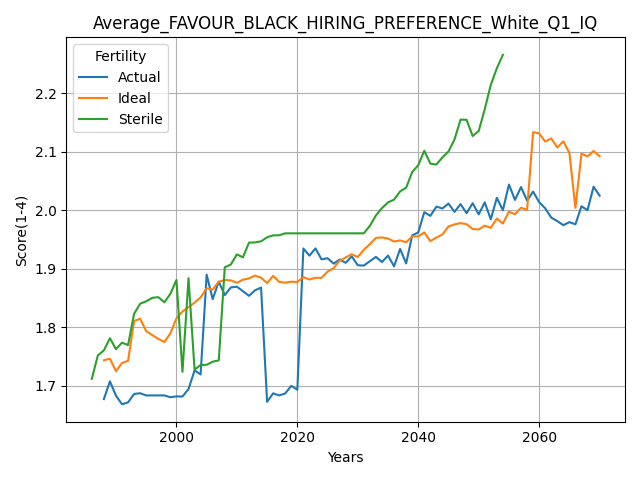 Average_FAVOUR_BLACK_HIRING_PREFERENCE_White_Q1_IQ
Fertility
Actual
Ideal
Sterile
2.2
2.1
2.0
1.9
1.8
1.7
Score(1-4)
2000
2020
2040
2060
Years